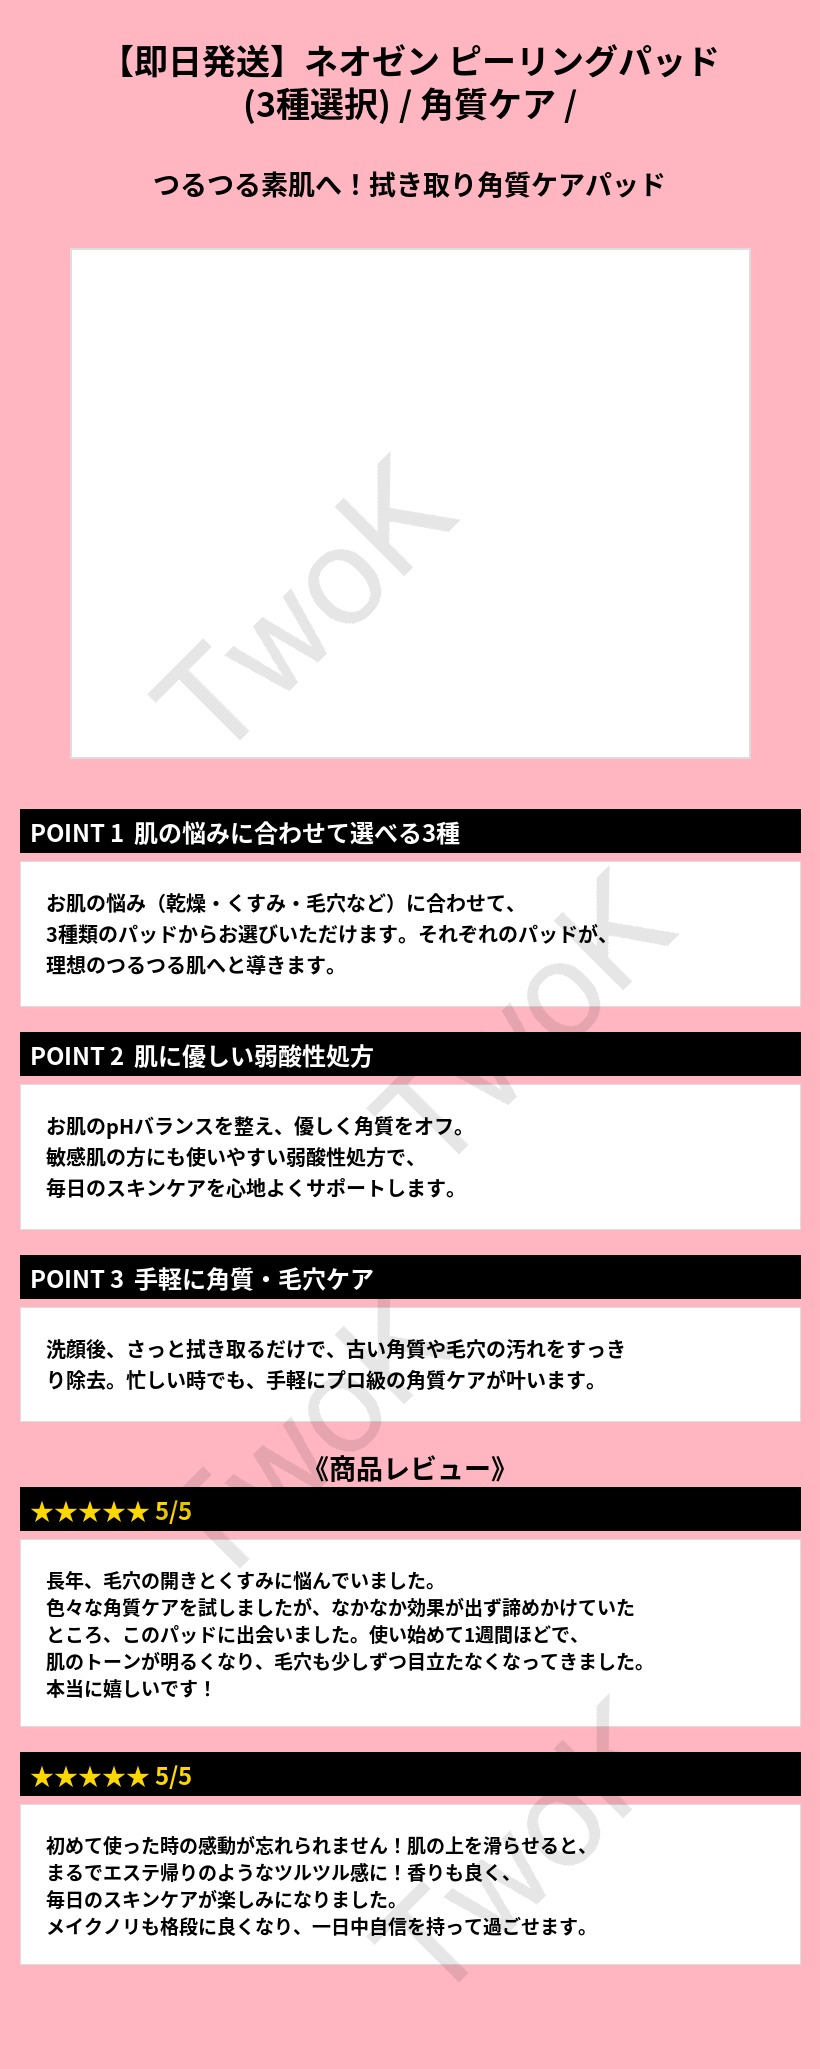 【即日発送】ネオゼン ピーリングパッド
(3種選択) / 角質ケア /
つるつる素肌へ！拭き取り角質ケアパッド
TwoK
POINT 1 肌の悩みに合わせて選べる3種
お肌の悩み（乾燥・くすみ・毛穴など）に合わせて、
3種類のパッドからお選びいただけます。それぞれのパッドが、
理想のつるつる肌へと導きます。
TwoK
POINT 2 肌に優しい弱酸性処方
お肌のpHバランスを整え、優しく角質をオフ。
敏感肌の方にも使いやすい弱酸性処方で、
毎日のスキンケアを心地よくサポートします。
POINT 3 手軽に角質・毛穴ケア
洗顔後、さっと拭き取るだけで、古い角質や毛穴の汚れをすっき
り除去。忙しい時でも、手軽にプロ級の角質ケアが叶います。
TwoK
《商品レビュー》
★★★★★ 5/5
長年、毛穴の開きとくすみに悩んでいました。
色々な角質ケアを試しましたが、なかなか効果が出ず諦めかけていた
ところ、このパッドに出会いました。使い始めて1週間ほどで、
肌のトーンが明るくなり、毛穴も少しずつ目立たなくなってきました。
本当に嬉しいです！
★★★★★ 5/5
初めて使った時の感動が忘れられません！肌の上を滑らせると、
まるでエステ帰りのようなツルツル感に！香りも良く、
毎日のスキンケアが楽しみになりました。
メイクノリも格段に良くなり、一日中自信を持って過ごせます。
TwoK